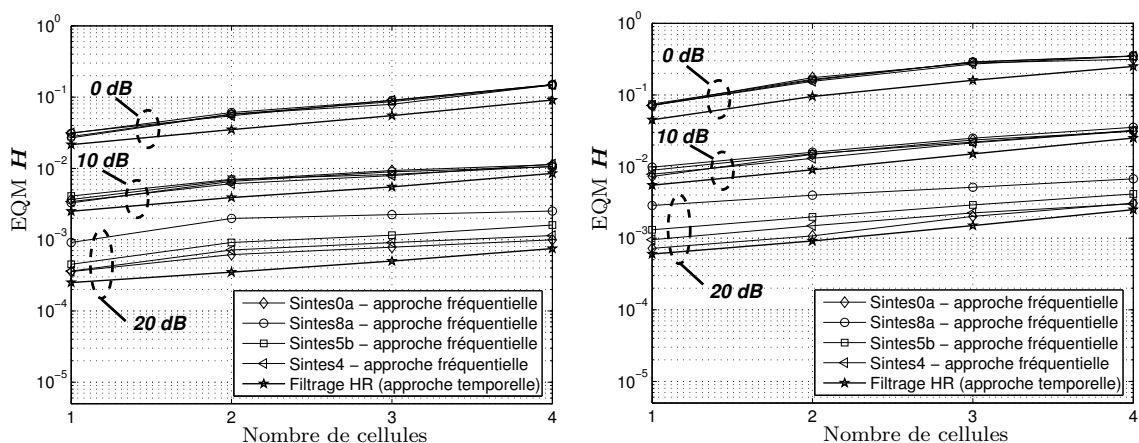 10^0
10^-1
10^-2
10^-3
10^-4
10^-5
EQM H
0 dB
10 dB
20 dB
Sintes0a − approche fréquentielle
Sintes8a − approche fréquentielle
Sintes5b − approche fréquentielle
Sintes4 − approche fréquentielle
Filtrage HR (approche temporelle)
1 2 3 4
Nombre de cellules
10^0
10^-1
10^-2
10^-3
10^-4
10^-5
EQM H
0 dB
10 dB
20 dB
Sintes0a − approche fréquentielle
Sintes8a − approche fréquentielle
Sintes5b − approche fréquentielle
Sintes4 − approche fréquentielle
Filtrage HR (approche temporelle)
1 2 3 4
Nombre de cellules